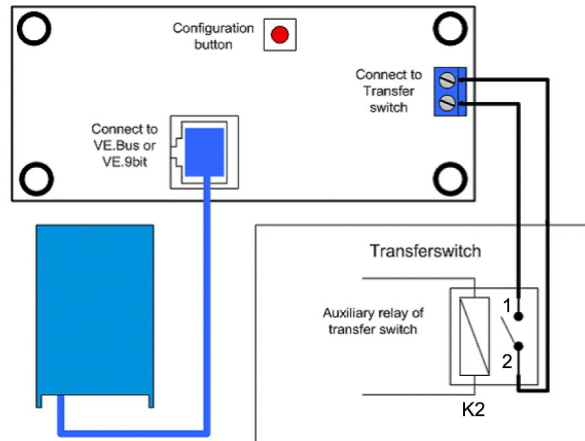 Configuration
button
Connect to
Transfer
switch
Connect to
VE.Bus or
VE.9bit
Transferswitch
Auxiliary relay of
transfer switch
1
2
K2